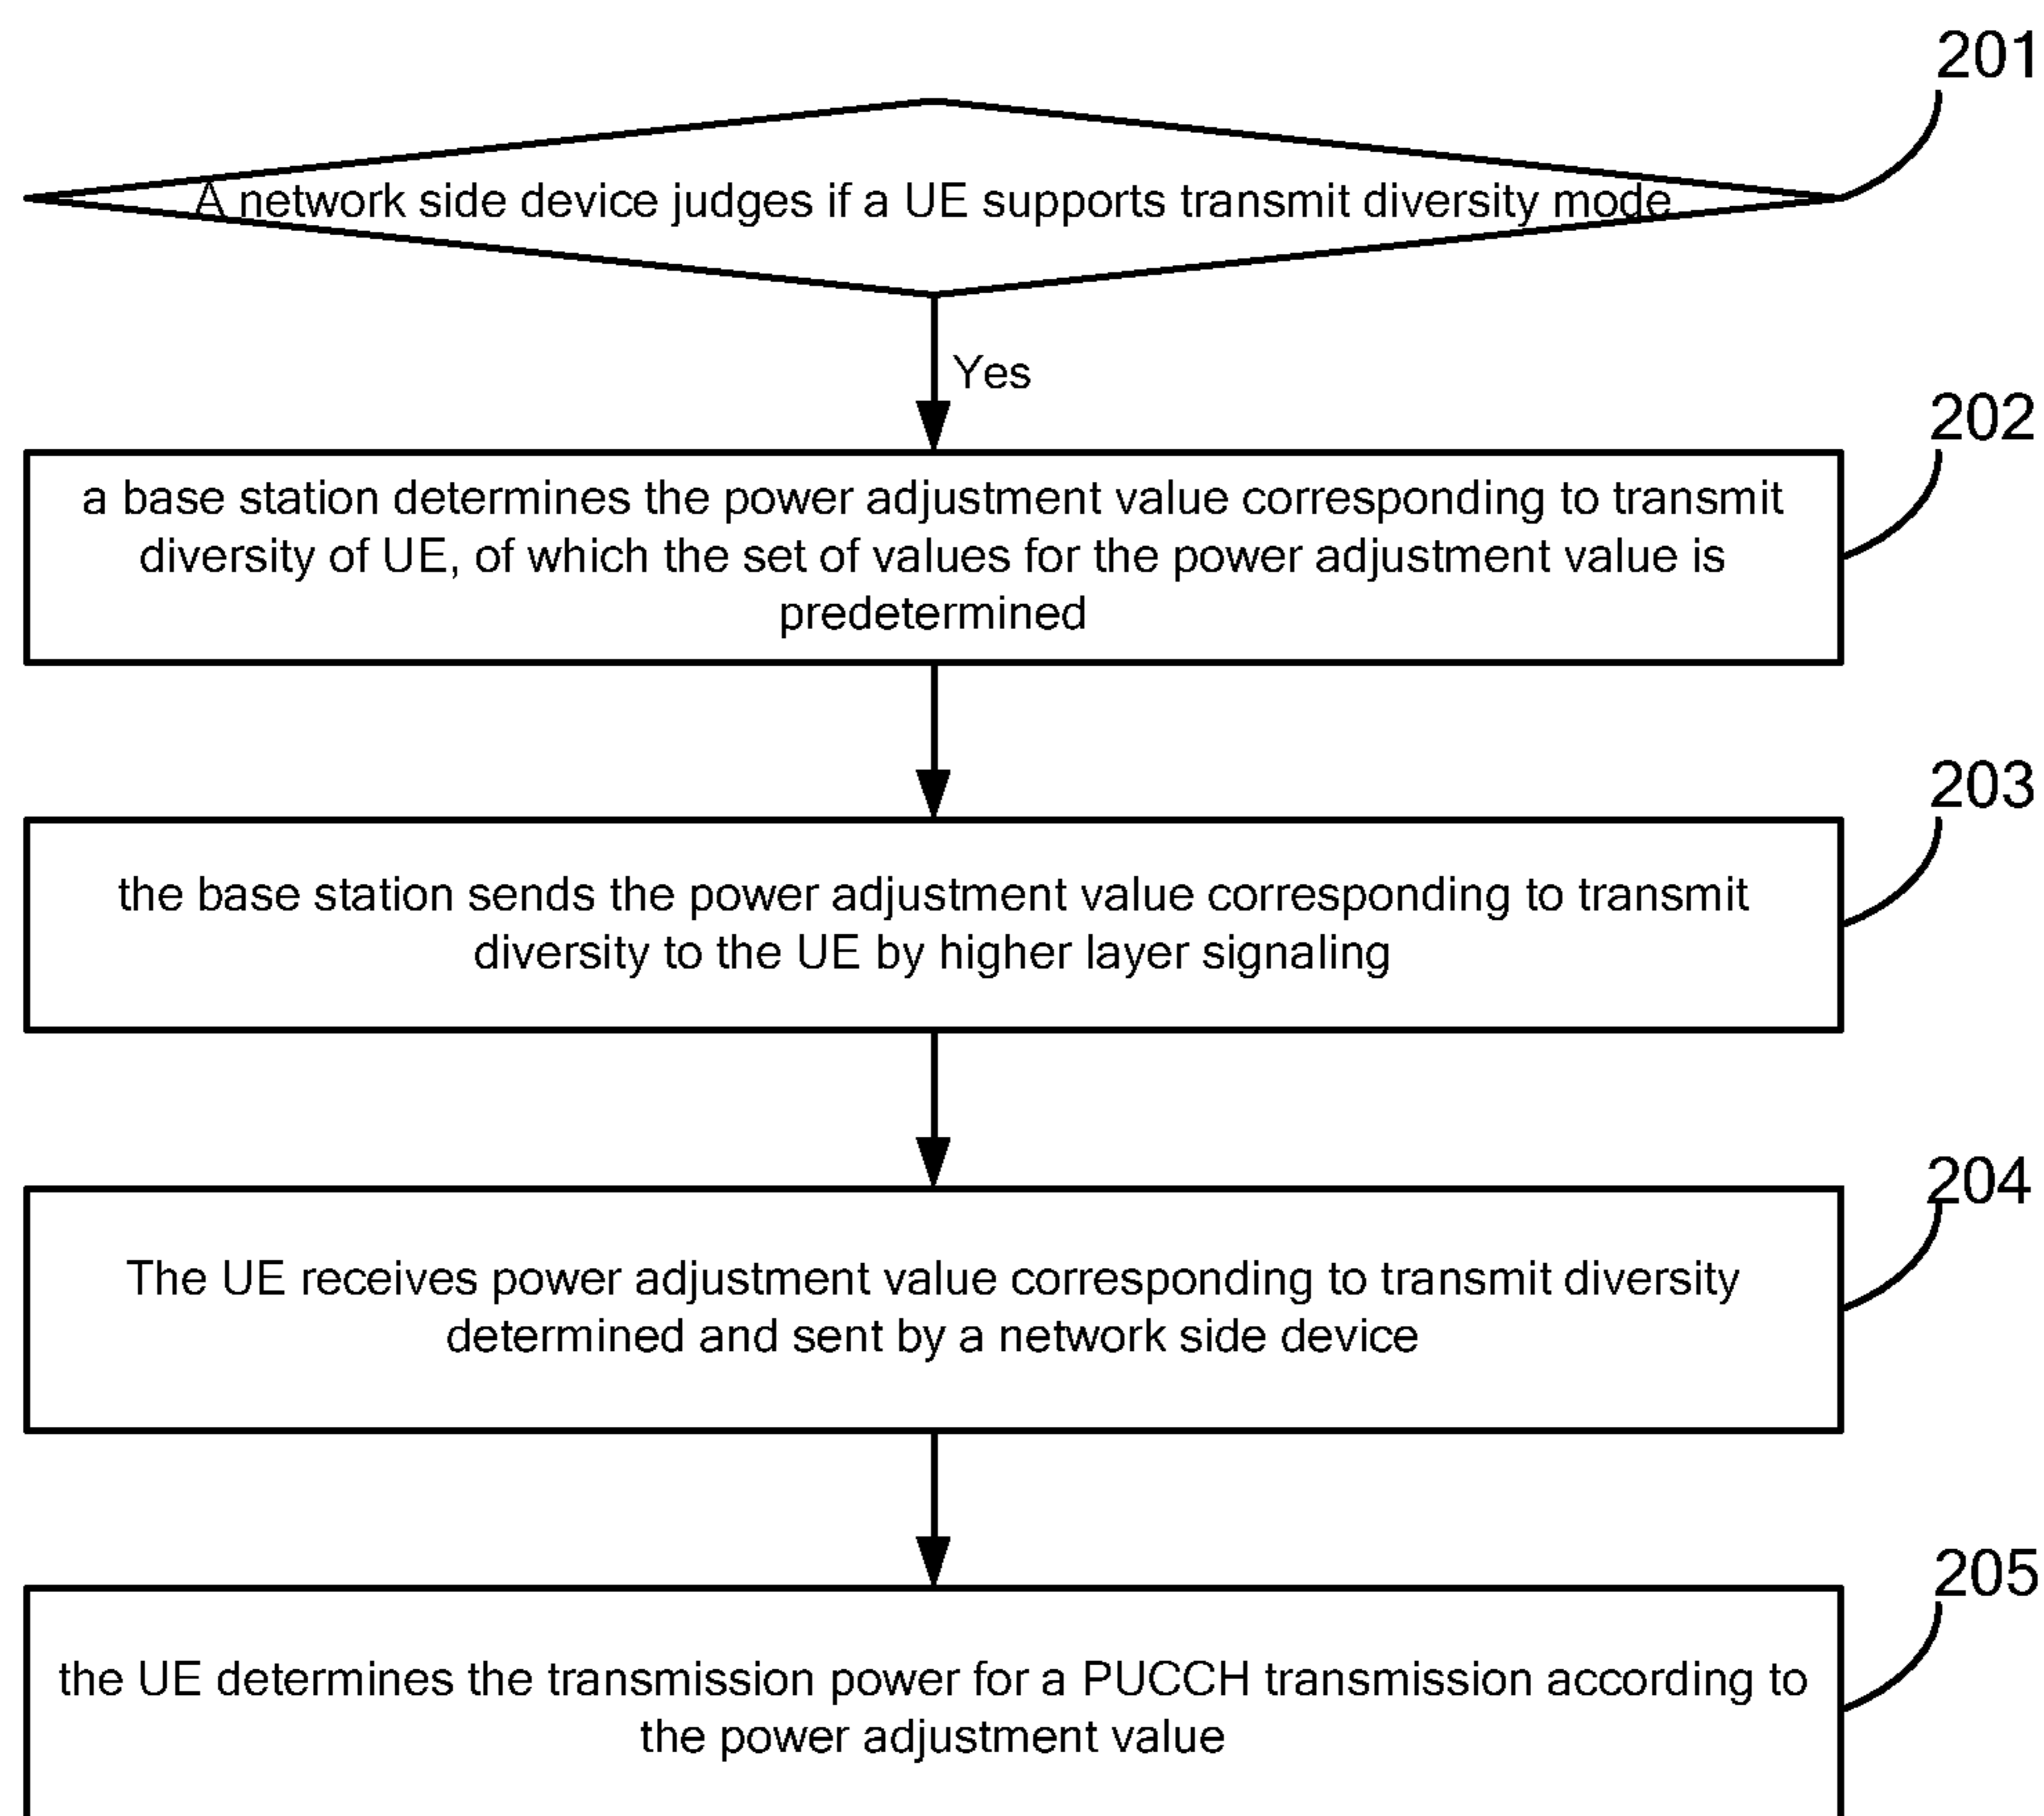 201
A network side device judges if a UE supports transmit diversity mode
Yes
202
a base station determines the power adjustment value corresponding to transmit
diversity of UE, of which the set of values for the power adjustment value is
predetermined
203
the base station sends the power adjustment value corresponding to transmit
diversity to the UE by higher layer signaling
204
The UE receives power adjustment value corresponding to transmit diversity
determined and sent by a network side device
205
the UE determines the transmission power for a PUCCH transmission according to
the power adjustment value